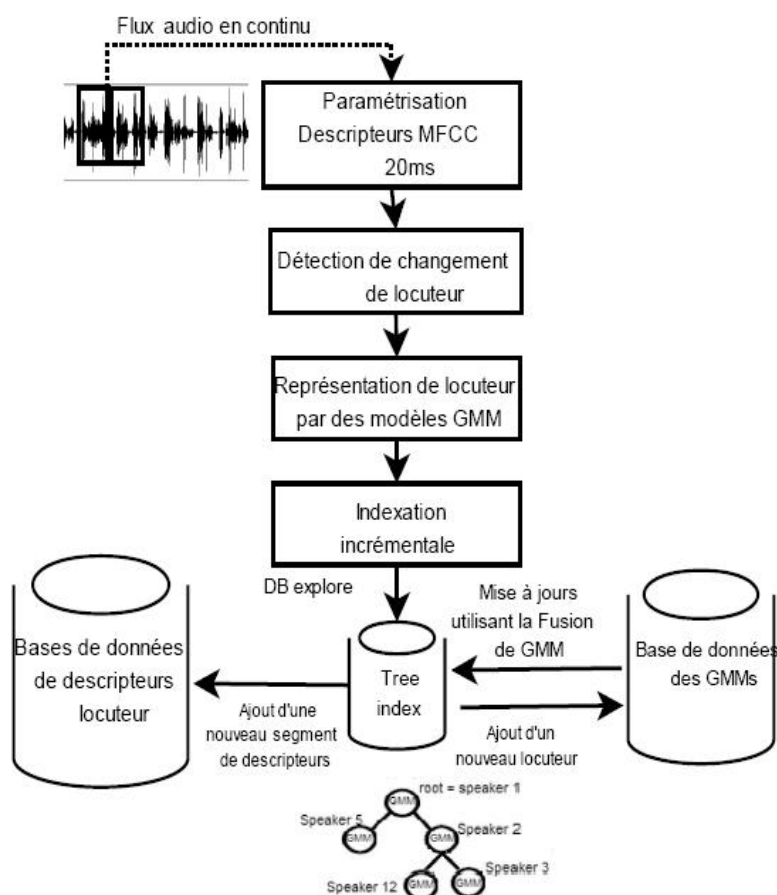 Flux audio en continu
Paramétrisation
Descripteurs MFCC
20ms
Détection de changement
de locuteur
Représentation de locuteur
par des modèles GMM
Indexation
incrémentale
DB explore
Bases de données
de descripteurs
locuteur
Ajout d'une
nouveau segment
de descripteurs
Tree
index
Mise à jours
utilisant la Fusion
de GMM
Ajout d'un
nouveau locuteur
Base de données
des GMMs
root = speaker 1
GMM
Speaker 5
GMM
Speaker 2
GMM
Speaker 12
GMM
Speaker 3
GMM